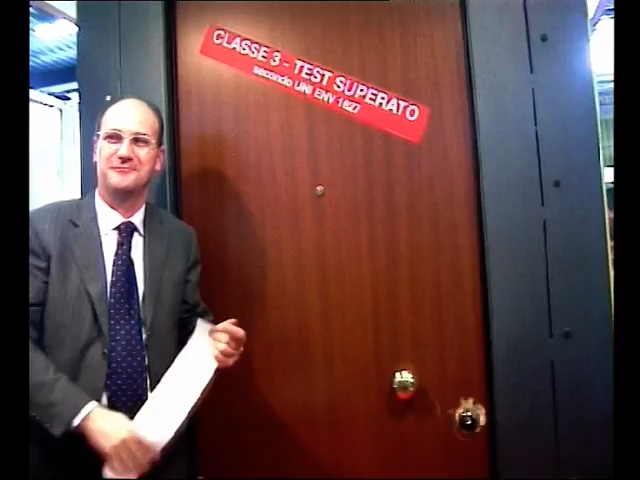 CLASSE 3 - TEST SUPERATO
secondo UNI ENV 1627